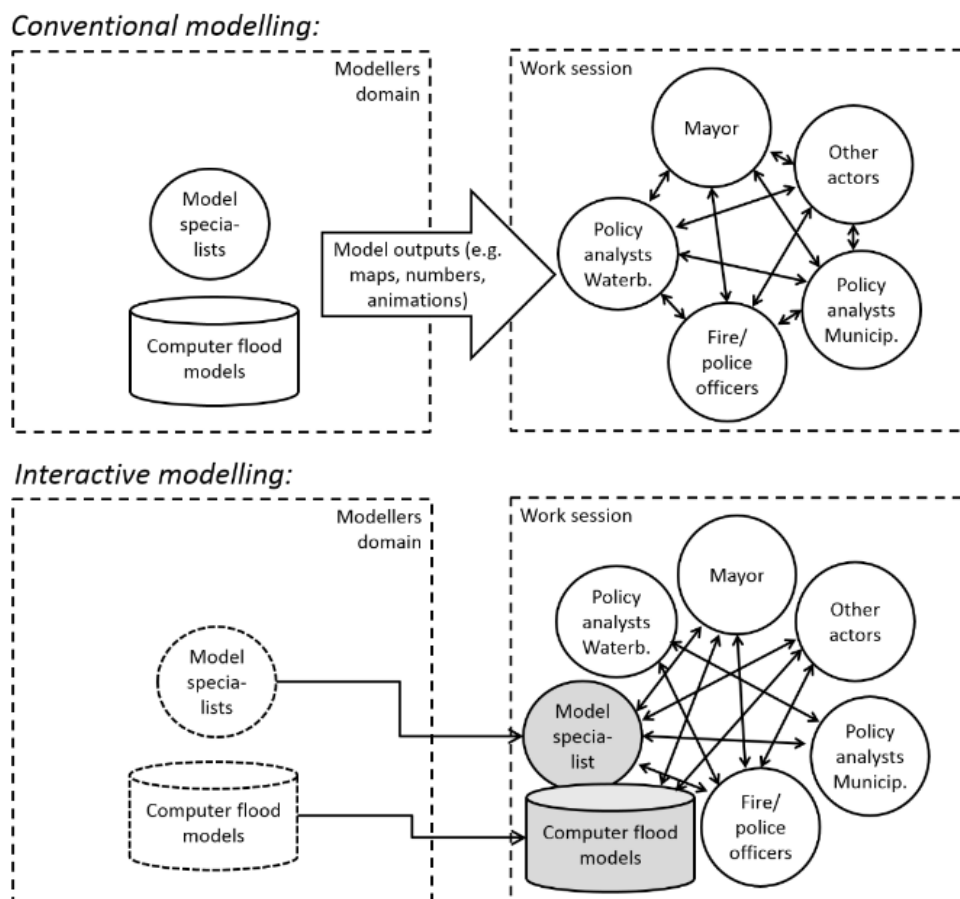 Conventional modelling:
Modellers
domain
Model
specia-
lists
Computer flood
models
Model outputs (e.g.
maps, numbers,
animations)
Work session
Mayor
Other
actors
Policy
analysts
Waterb.
Policy
analysts
Municip.
Fire/
police
officers
Interactive modelling:
Modellers
domain
Model
specia-
lists
Computer flood
models
Work session
Mayor
Policy
analysts
Waterb.
Other
actors
Model
specia-
list
Policy
analysts
Municip.
Computer flood
models
Fire/
police
officers